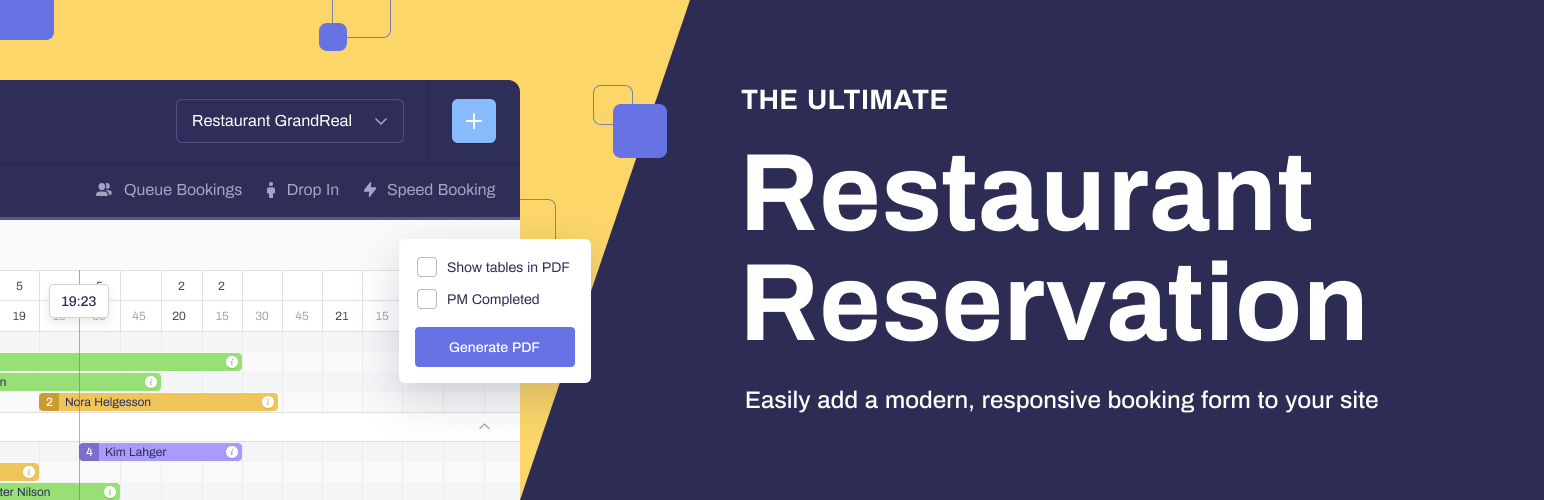 THE ULTIMATE
Restaurant
Reservation
Easily add a modern, responsive booking form to your site
Restaurant GrandReal
Queue Bookings Drop In Speed Booking
Show tables in PDF
PM Completed
Generate PDF
5 2 2
19:23
19 45 20 15 30 45 21 15
n
2 Nora Helgesson
4 Kim Lahger
ter Nilson